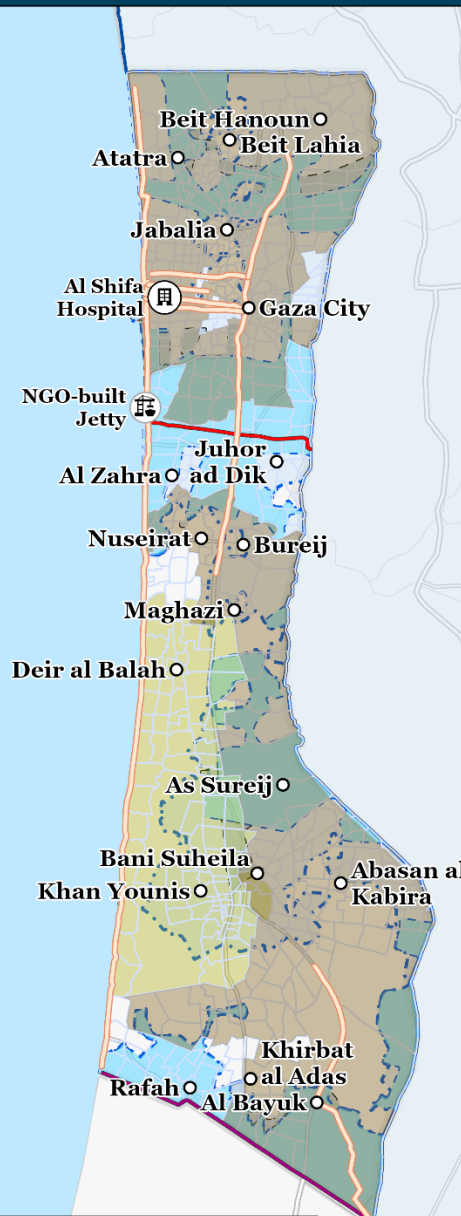 Beit Hanoun
Beit Lahia
Atatra
Jabalia
Al Shifa
Hospital
Gaza City
NGO-built
Jetty
Juhor
ad Dik
Al Zahra
Nuseirat
Bureij
Maghazi
Deir al Balah
As Sureij
Bani Suheila
Khan Younis
Abasan al
Kabira
Khirbat
al Adas
Rafah
Al Bayuk